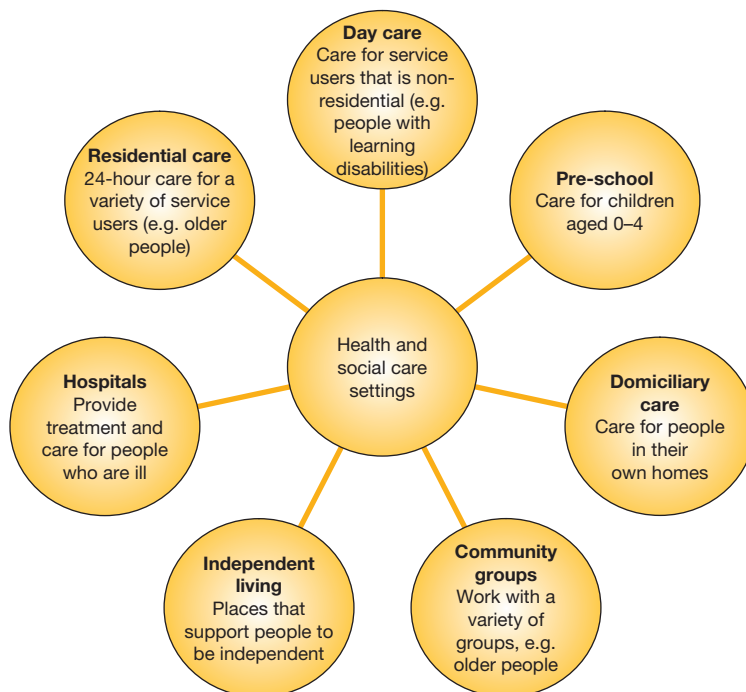 Day care
Care for service
users that is non-
residential (e.g.
people with
learning
disabilities)
Residential care
24-hour care for a
variety of service
users (e.g. older
people)
Pre-school
Care for children
aged 0–4
Health and
social care
settings
Hospitals
Provide
treatment and
care for people
who are ill
Domiciliary
care
Care for people
in their
own homes
Independent
living
Places that
support people to
be independent
Community
groups
Work with a
variety of
groups, e.g.
older people